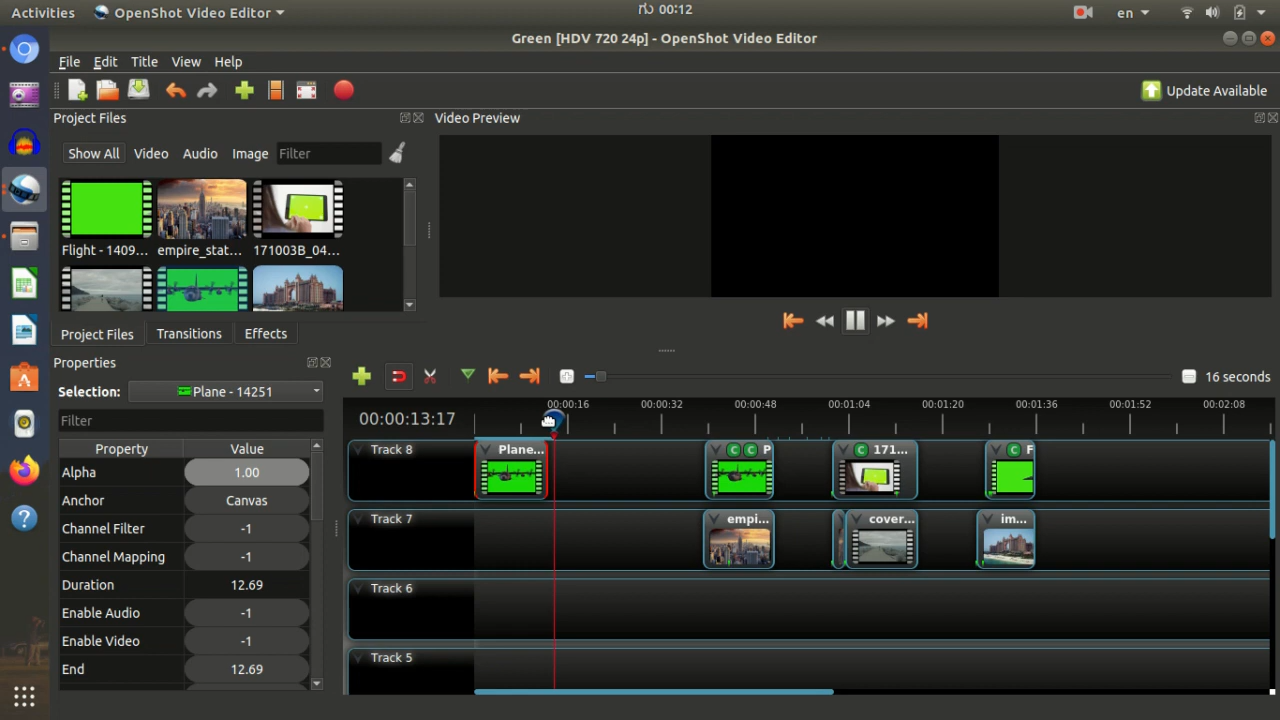 Activities
OpenShot Video Editor
00:12
en
Green [HDV 720 24p] - OpenShot Video Editor
File Edit Title View Help
Update Available
Project Files
Video Preview
Show All Video Audio Image Filter
Flight - 1409...
empire_stat...
171003B_04...
Project Files
Transitions
Effects
Properties
Selection: Plane - 14251
Filter
Property Value
Alpha 1.00
Anchor Canvas
Channel Filter -1
Channel Mapping -1
Duration 12.69
Enable Audio -1
Enable Video -1
End 12.69
16 seconds
00:00:13:17
00:00:16
00:00:32
00:00:48
00:01:04
00:01:20
00:01:36
00:01:52
00:02:08
Track 8
Plane...
C C P
C 171...
C F
Track 7
empi...
cover...
im...
Track 6
Track 5